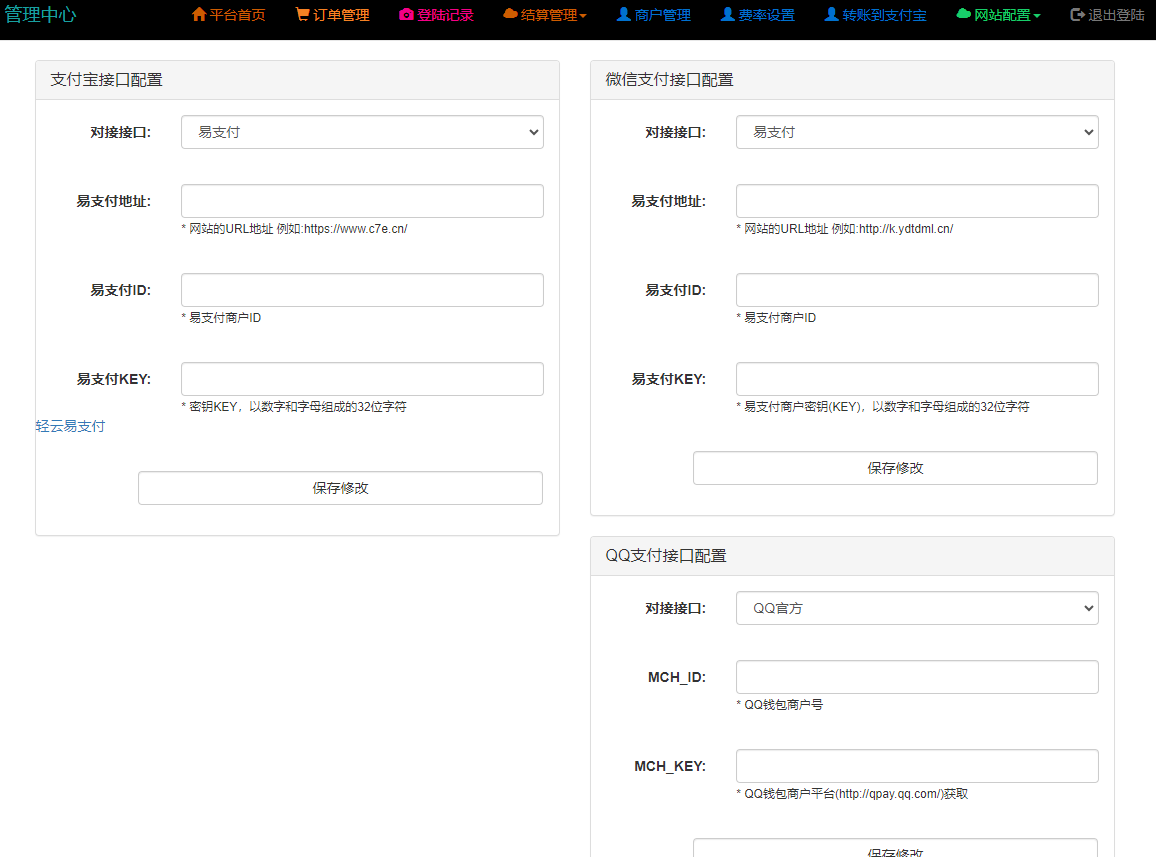 管理中心
平台首页 订单管理 登陆记录 结算管理 商户管理 费率设置 转账到支付宝 网站配置 退出登陆
支付宝接口配置
对接接口: 易支付
易支付地址:
* 网站的URL地址 例如:https://www.c7e.cn/
易支付ID:
* 易支付商户ID
易支付KEY:
* 密钥KEY，以数字和字母组成的32位字符
轻云易支付
保存修改
微信支付接口配置
对接接口: 易支付
易支付地址:
* 网站的URL地址 例如:http://k.ydtdml.cn/
易支付ID:
* 易支付商户ID
易支付KEY:
* 易支付商户密钥(KEY)，以数字和字母组成的32位字符
保存修改
QQ支付接口配置
对接接口: QQ官方
MCH_ID:
* QQ钱包商户号
MCH_KEY:
* QQ钱包商户平台(http://qpay.qq.com/)获取
保存修改